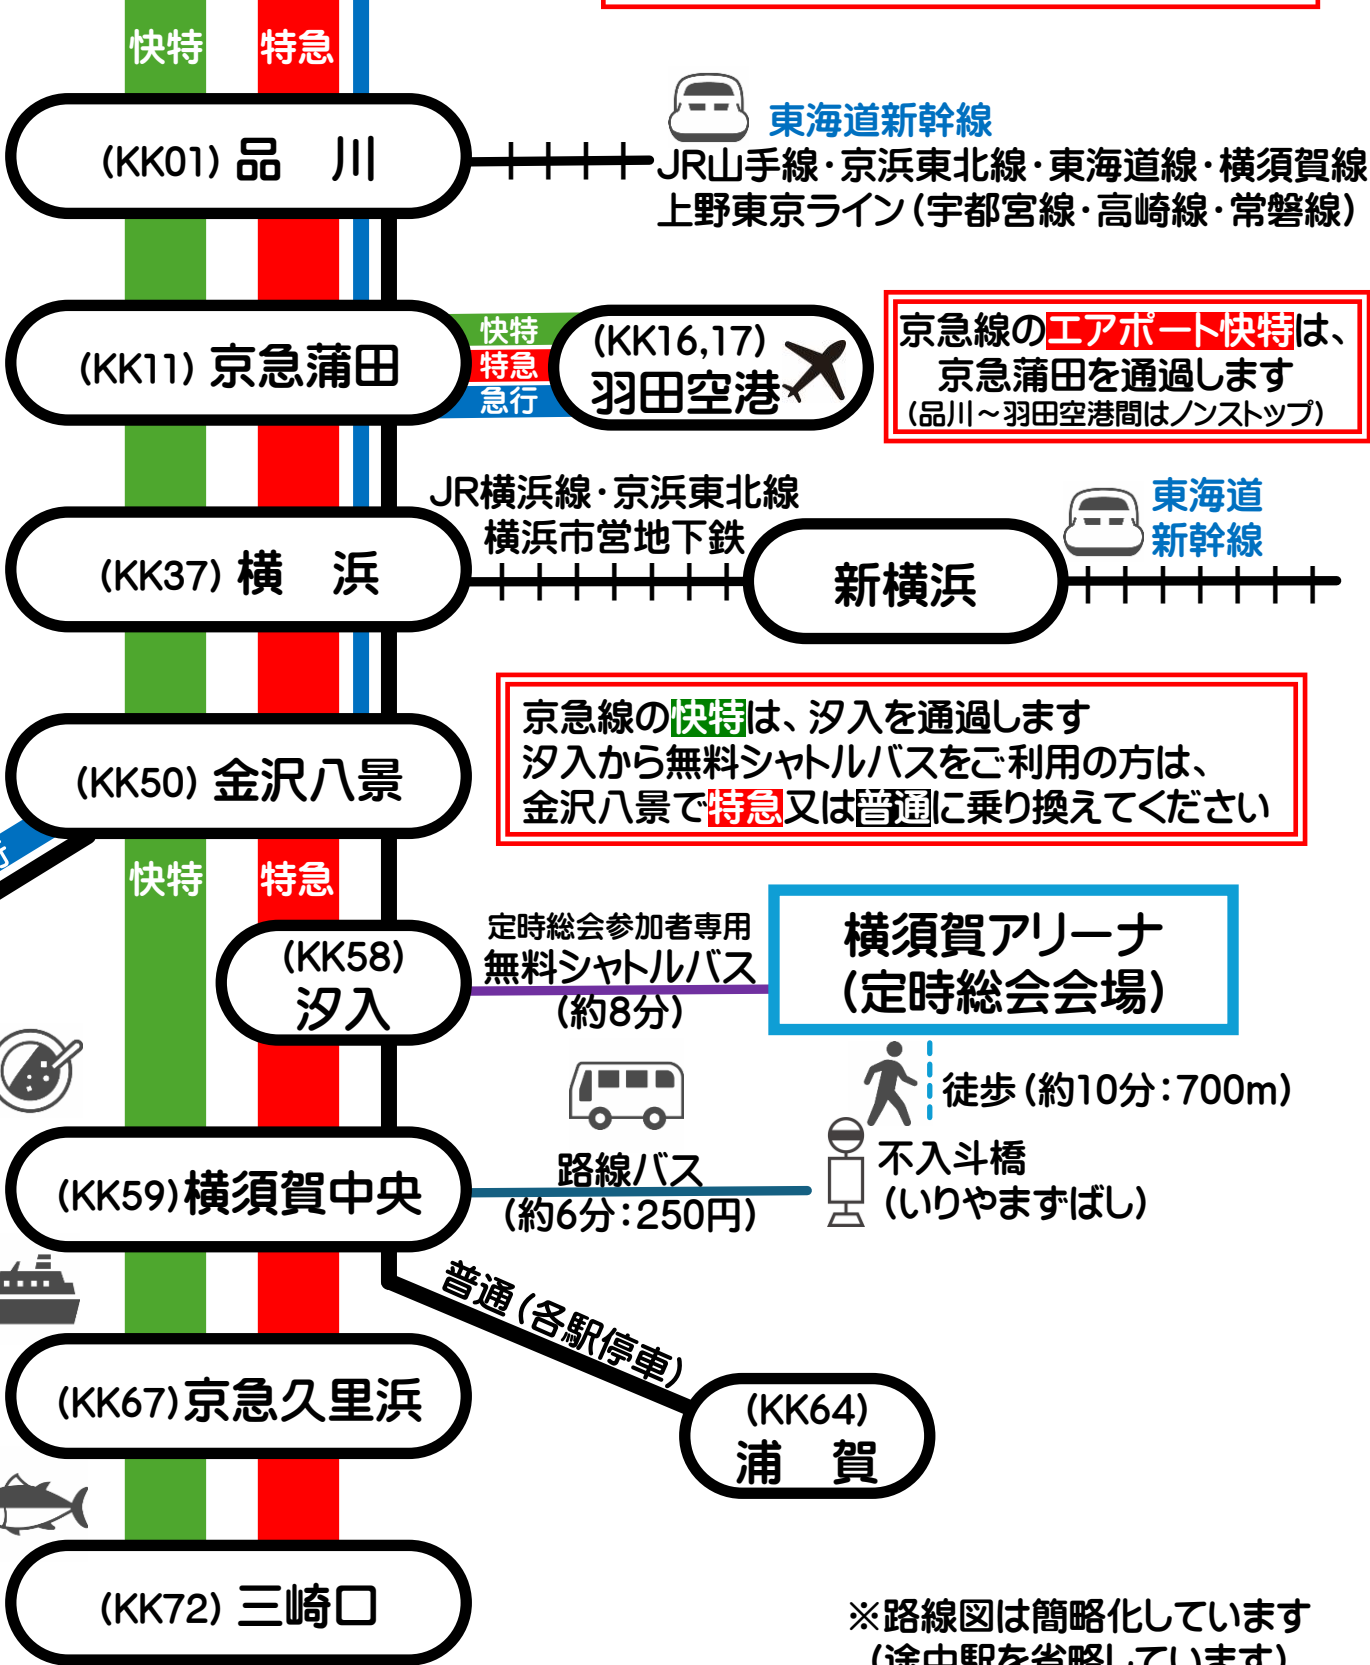 快特 特急
(KK01) 品　川
東海道新幹線
JR山手線・京浜東北線・東海道線・横須賀線
上野東京ライン(宇都宮線・高崎線・常磐線)
(KK11) 京急蒲田
快特
特急
急行
(KK16,17)
羽田空港
京急線のエアポート快特は、
京急蒲田を通過します
(品川～羽田空港間はノンストップ)
JR横浜線・京浜東北線
横浜市営地下鉄
(KK37) 横　浜
新横浜
東海道
新幹線
京急線の快特は、汐入を通過します
汐入から無料シャトルバスをご利用の方は、
金沢八景で特急又は普通に乗り換えてください
(KK50) 金沢八景
快特 特急
(KK58)
汐入
定時総会参加者専用
無料シャトルバス
(約8分)
横須賀アリーナ
(定時総会会場)
徒歩(約10分:700m)
(KK59)横須賀中央
路線バス
(約6分:250円)
不入斗橋
(いりやまずばし)
普通(各駅停車)
(KK67)京急久里浜
(KK64)
浦　賀
(KK72) 三崎口
※路線図は簡略化しています
(途中駅を省略しています)